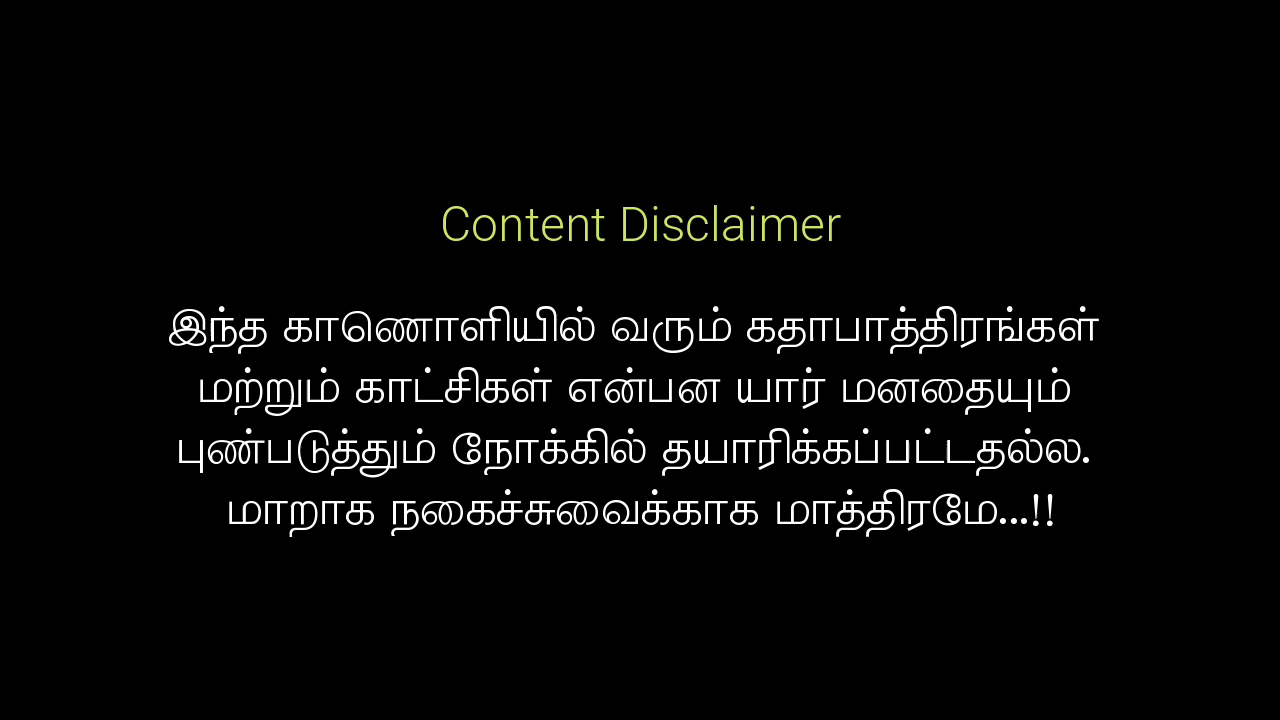 Content Disclaimer
இந்த காணொளியில் வரும் கதாபாத்திரங்கள்
மற்றும் காட்சிகள் என்பன யார் மனதையும்
புண்படுத்தும் நோக்கில் தயாரிக்கப்பட்டதல்ல.
மாறாக நகைச்சுவைக்காக மாத்திரமே...!!